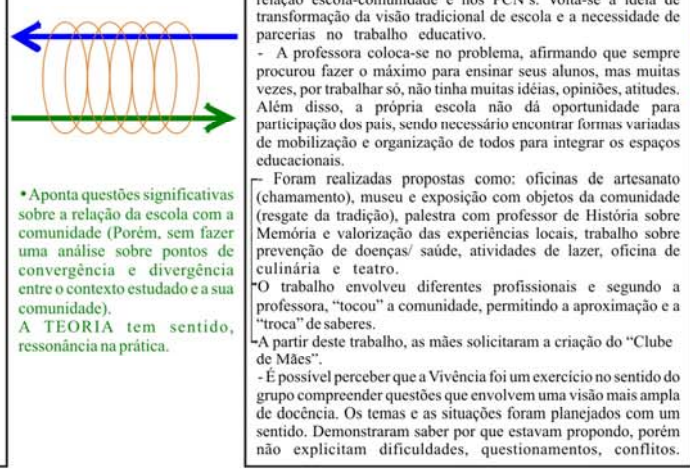 • Aponta questões significativas
sobre a relação da escola com a
comunidade (Porém, sem fazer
uma análise sobre pontos de
convergência e divergência
entre o contexto estudado e a sua
comunidade).
A TEORIA tem sentido,
ressonância na prática.
relação escola-comunidade e nos PCN's. Volta-se à idéia de
transformação da visão tradicional de escola e a necessidade de
parcerias no trabalho educativo.
- A professora coloca-se no problema, afirmando que sempre
procurou fazer o máximo para ensinar seus alunos, mas muitas
vezes, por trabalhar só, não tinha muitas idéias, opiniões, atitudes.
Além disso, a própria escola não dá oportunidade para
participação dos pais, sendo necessário encontrar formas variadas
de mobilização e organização de todos para integrar os espaços
educacionais.
- Foram realizadas propostas como: oficinas de artesanato
(chamamento), museu e exposição com objetos da comunidade
(resgate da tradição), palestra com professor de História sobre
Memória e valorização das experiências locais, trabalho sobre
prevenção de doenças/ saúde, atividades de lazer, oficina de
culinária e teatro.
O trabalho envolveu diferentes profissionais e segundo a
professora, “tocou” a comunidade, permitindo a aproximação e a
“troca” de saberes.
A partir deste trabalho, as mães solicitaram a criação do “Clube
de Mães”.
- É possível perceber que a Vivência foi um exercício no sentido do
grupo compreender questões que envolvem uma visão mais ampla
de docência. Os temas e as situações foram planejados com um
sentido. Demonstraram saber por que estavam propondo, porém
não explicitam dificuldades, questionamentos, conflitos.